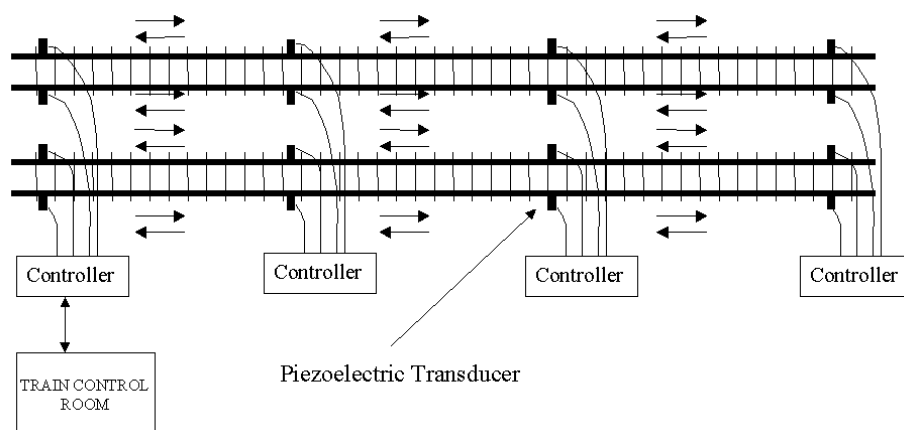 Controller
Controller
Controller
Controller
TRAIN CONTROL
ROOM
Piezoelectric Transducer